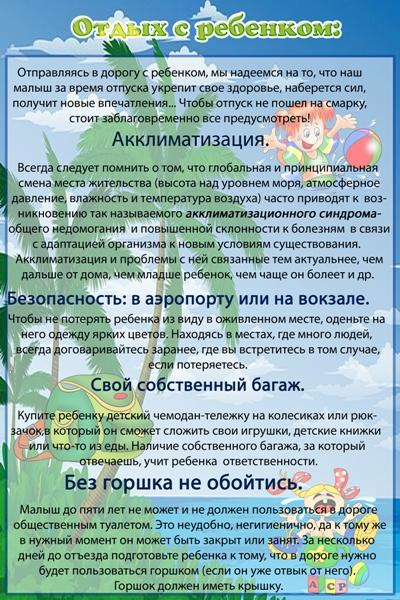 Отдых с ребенком:
Отправляясь в дорогу с ребенком, мы надеемся на то, что наш
малыш за время отпуска укрепит свое здоровье, наберется сил,
получит новые впечатления... Чтобы отпуск не пошел на смарку,
стоит заблаговременно все предусмотреть!
Акклиматизация.
Всегда следует помнить о том, что глобальная и принципиальная
смена места жительства (высота над уровнем моря, атмосферное
давление, влажность и температура воздуха) часто приводят к воз-
никновению так называемого акклиматизационного синдрома-
общего недомогания и повышенной склонности к болезням в связи
с адаптацией организма к новым условиям существования.
Акклиматизация и проблемы с ней связанные тем актуальнее, чем
дальше от дома, чем младше ребенок, чем чаще он болеет и др.
Безопасность: в аэропорту или на вокзале.
Чтобы не потерять ребенка из виду в оживленном месте, оденьте на
него одежду ярких цветов. Находясь в местах, где много людей,
всегда договаривайтесь заранее, где вы встретитесь в том случае,
если потеряетесь.
Свой собственный багаж.
Купите ребенку детский чемодан-тележку на колесиках или рюк-
зачок,в который он сможет сложить свои игрушки, детские книжки
или что-то из еды. Наличие собственного багажа, за который
отвечаешь, учит ребенка ответственности.
Без горшка не обойтись.
Малыш до пяти лет не может и не должен пользоваться в дороге
общественным туалетом. Это неудобно, негигиенично, да к тому же
в нужный момент он может быть закрыт или занят. За несколько
дней до отъезда подготовьте ребенка к тому, что в дороге нужно
будет пользоваться горшком (если он уже отвык от него).
Горшок должен иметь крышку.
А С Р